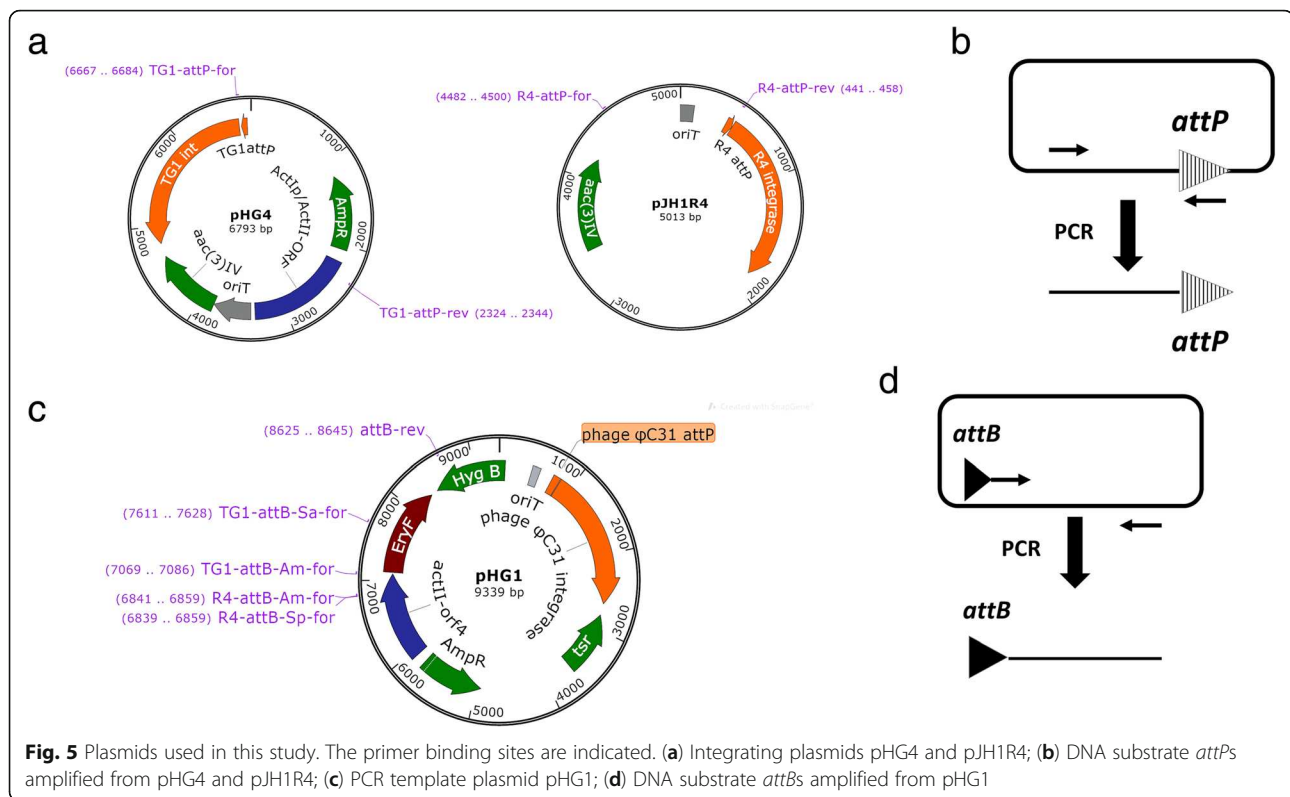 a
(6667 .. 6684) TG1-attP-for
1000
2000
3000
4000
5000
6000
TG1 int
TG1attP
ActIp/ActII-ORF
AmpR
aac(3)IV
oriT
pHG4
6793 bp
TG1-attP-rev (2324 .. 2344)
(4482 .. 4500) R4-attP-for
R4-attP-rev (441 .. 458)
5000
1000
2000
3000
4000
oriT
R4 attP
R4 integrase
aac(3)IV
pJH1R4
5013 bp
b
attP
PCR
attP
c
(8625 .. 8645) attB-rev
phage φC31 attP
(7611 .. 7628) TG1-attB-Sa-for
(7069 .. 7086) TG1-attB-Am-for
(6841 .. 6859) R4-attB-Am-for
(6839 .. 6859) R4-attB-Sp-for
1000
2000
3000
4000
5000
6000
7000
8000
9000
Hyg B
oriT
phage φC31 integrase
EryF
actII-orf4
AmpR
tsr
pHG1
9339 bp
d
attB
PCR
attB
Fig. 5 Plasmids used in this study. The primer binding sites are indicated. (a) Integrating plasmids pHG4 and pJH1R4; (b) DNA substrate attPs
amplified from pHG4 and pJH1R4; (c) PCR template plasmid pHG1; (d) DNA substrate attBs amplified from pHG1